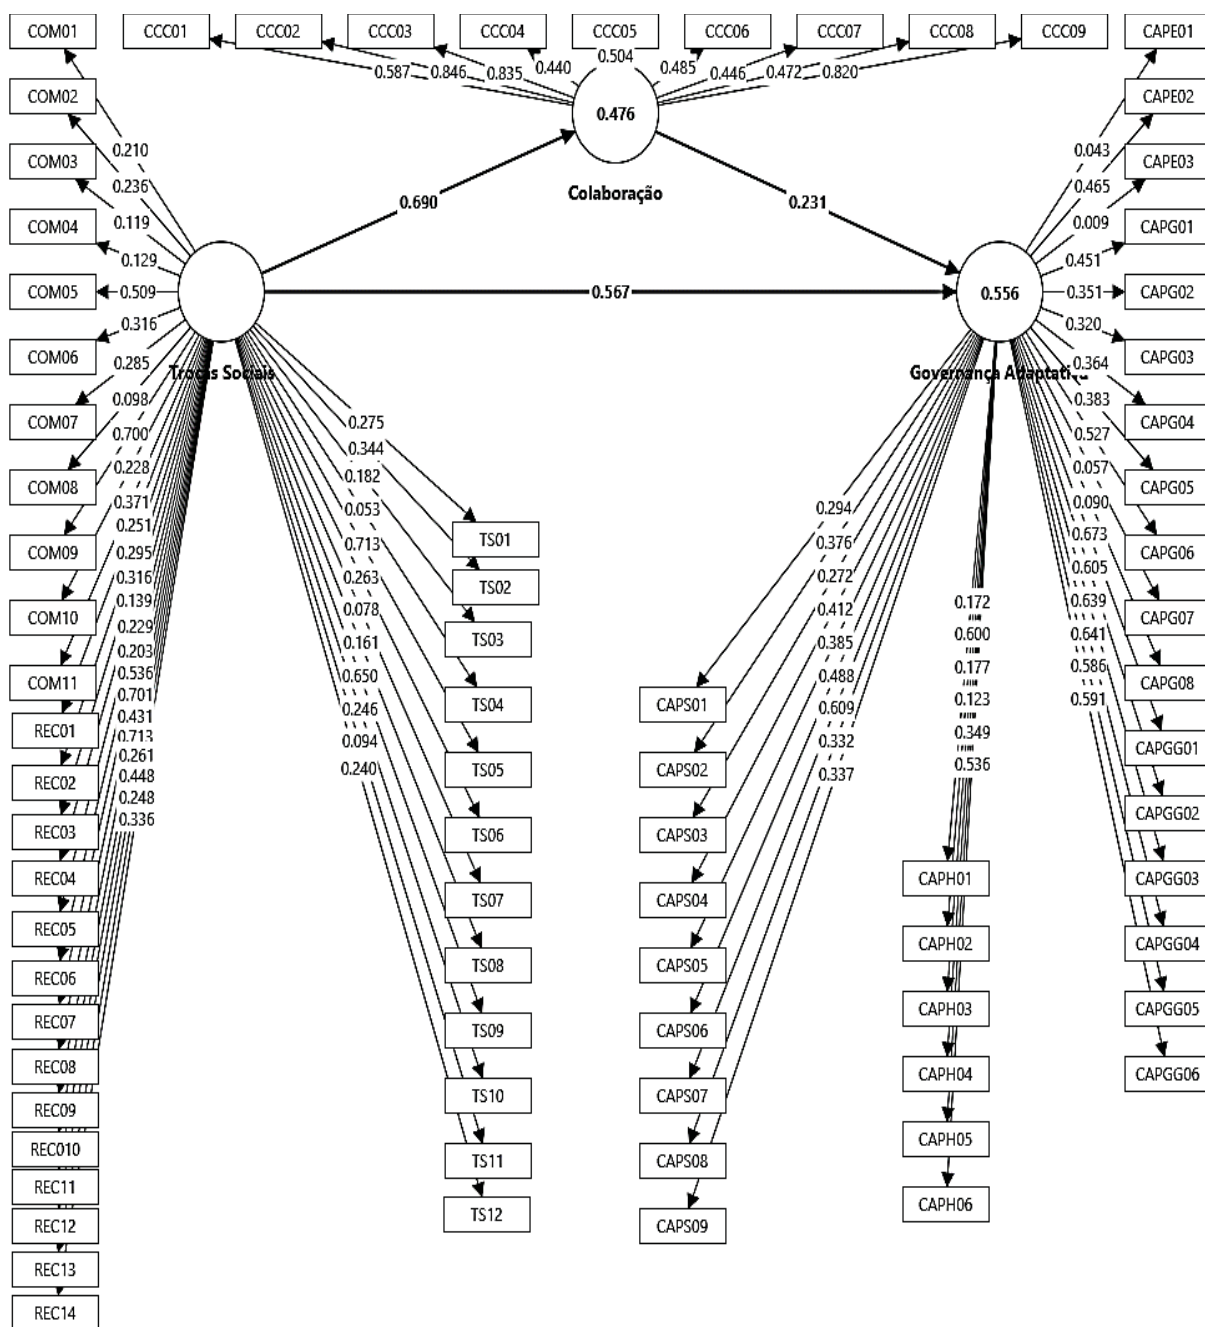 COM01 CCC01 CCC02 CCC03 CCC04 CCC05 CCC06 CCC07 CCC08 CCC09 CAPE01
0.587 0.846 0.835 0.440 0.504 0.485 0.446 0.472 0.820
COM02 0.476 CAPE02
0.210 0.043
COM03 CAPE03
0.236 Colaboração 0.465
0.119 0.690 0.231 0.009
COM04 CAPG01
0.129 0.451
COM05 0.509 0.567 0.556 0.351 CAPG02
0.316 0.320
COM06 CAPG03
0.285 Trocas Sociais Governança Adaptativa 0.364
0.098 0.383
COM07 0.275 CAPG04
0.700 0.344 0.527
0.228 0.182 0.057
COM08 CAPG05
0.371 0.053 0.294 0.090
0.251 0.713 TS01 0.376 0.673
COM09 CAPG06
0.295 0.263 TS02 0.272 0.605
0.316 0.078 0.412 0.172 0.639
COM10 CAPG07
0.139 0.161 TS03 0.385 0.600 0.641
0.229 0.650 0.488 0.177 0.586
0.203
COM11 CAPG08
0.536 0.246 TS04 CAPS01 0.609 0.123 0.591
0.701
REC01 0.431 0.094 0.332 0.349
0.713 CAPGG01
0.261 0.240 TS05 CAPS02 0.337 0.536
REC02 0.448
0.248 CAPGG02
0.336
REC03 TS06 CAPS03
REC04 CAPH01 CAPGG03
TS07 CAPS04
REC05 CAPH02 CAPGG04
REC06 TS08 CAPS05
CAPH03 CAPGG05
REC07 TS09 CAPS06
REC08 CAPH04 CAPGG06
REC09 TS10 CAPS07
REC010 CAPH05
REC11 TS11 CAPS08
REC12 TS12 CAPS09 CAPH06
REC13
REC14